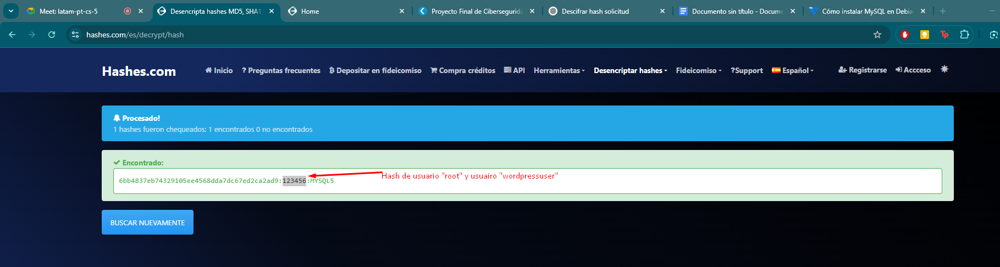 Meet: latam-pt-cs-5
Desencripta hashes MD5, SHA1
Home
Proyecto Final de Cibersegurida
Descifrar hash solicitud
Documento sin título - Docume
Cómo instalar MySQL en Debian
hashes.com/es/decrypt/hash
Tp
Hashes.com
Inicio
? Preguntas frecuentes
Depositar en fideicomiso
Compra créditos
API
Herramientas
Desencriptar hashes
Fideicomiso
?Support
Español
Registrarse
Accceso
Procesado!
1 hashes fueron chequeados: 1 encontrados 0 no encontrados
Encontrado:
6bb4837eb74329105ee4568dda7dc67ed2ca2ad9:123456:MYSQL5
Hash de usuario "root" y usuairo "wordpressuser"
BUSCAR NUEVAMENTE